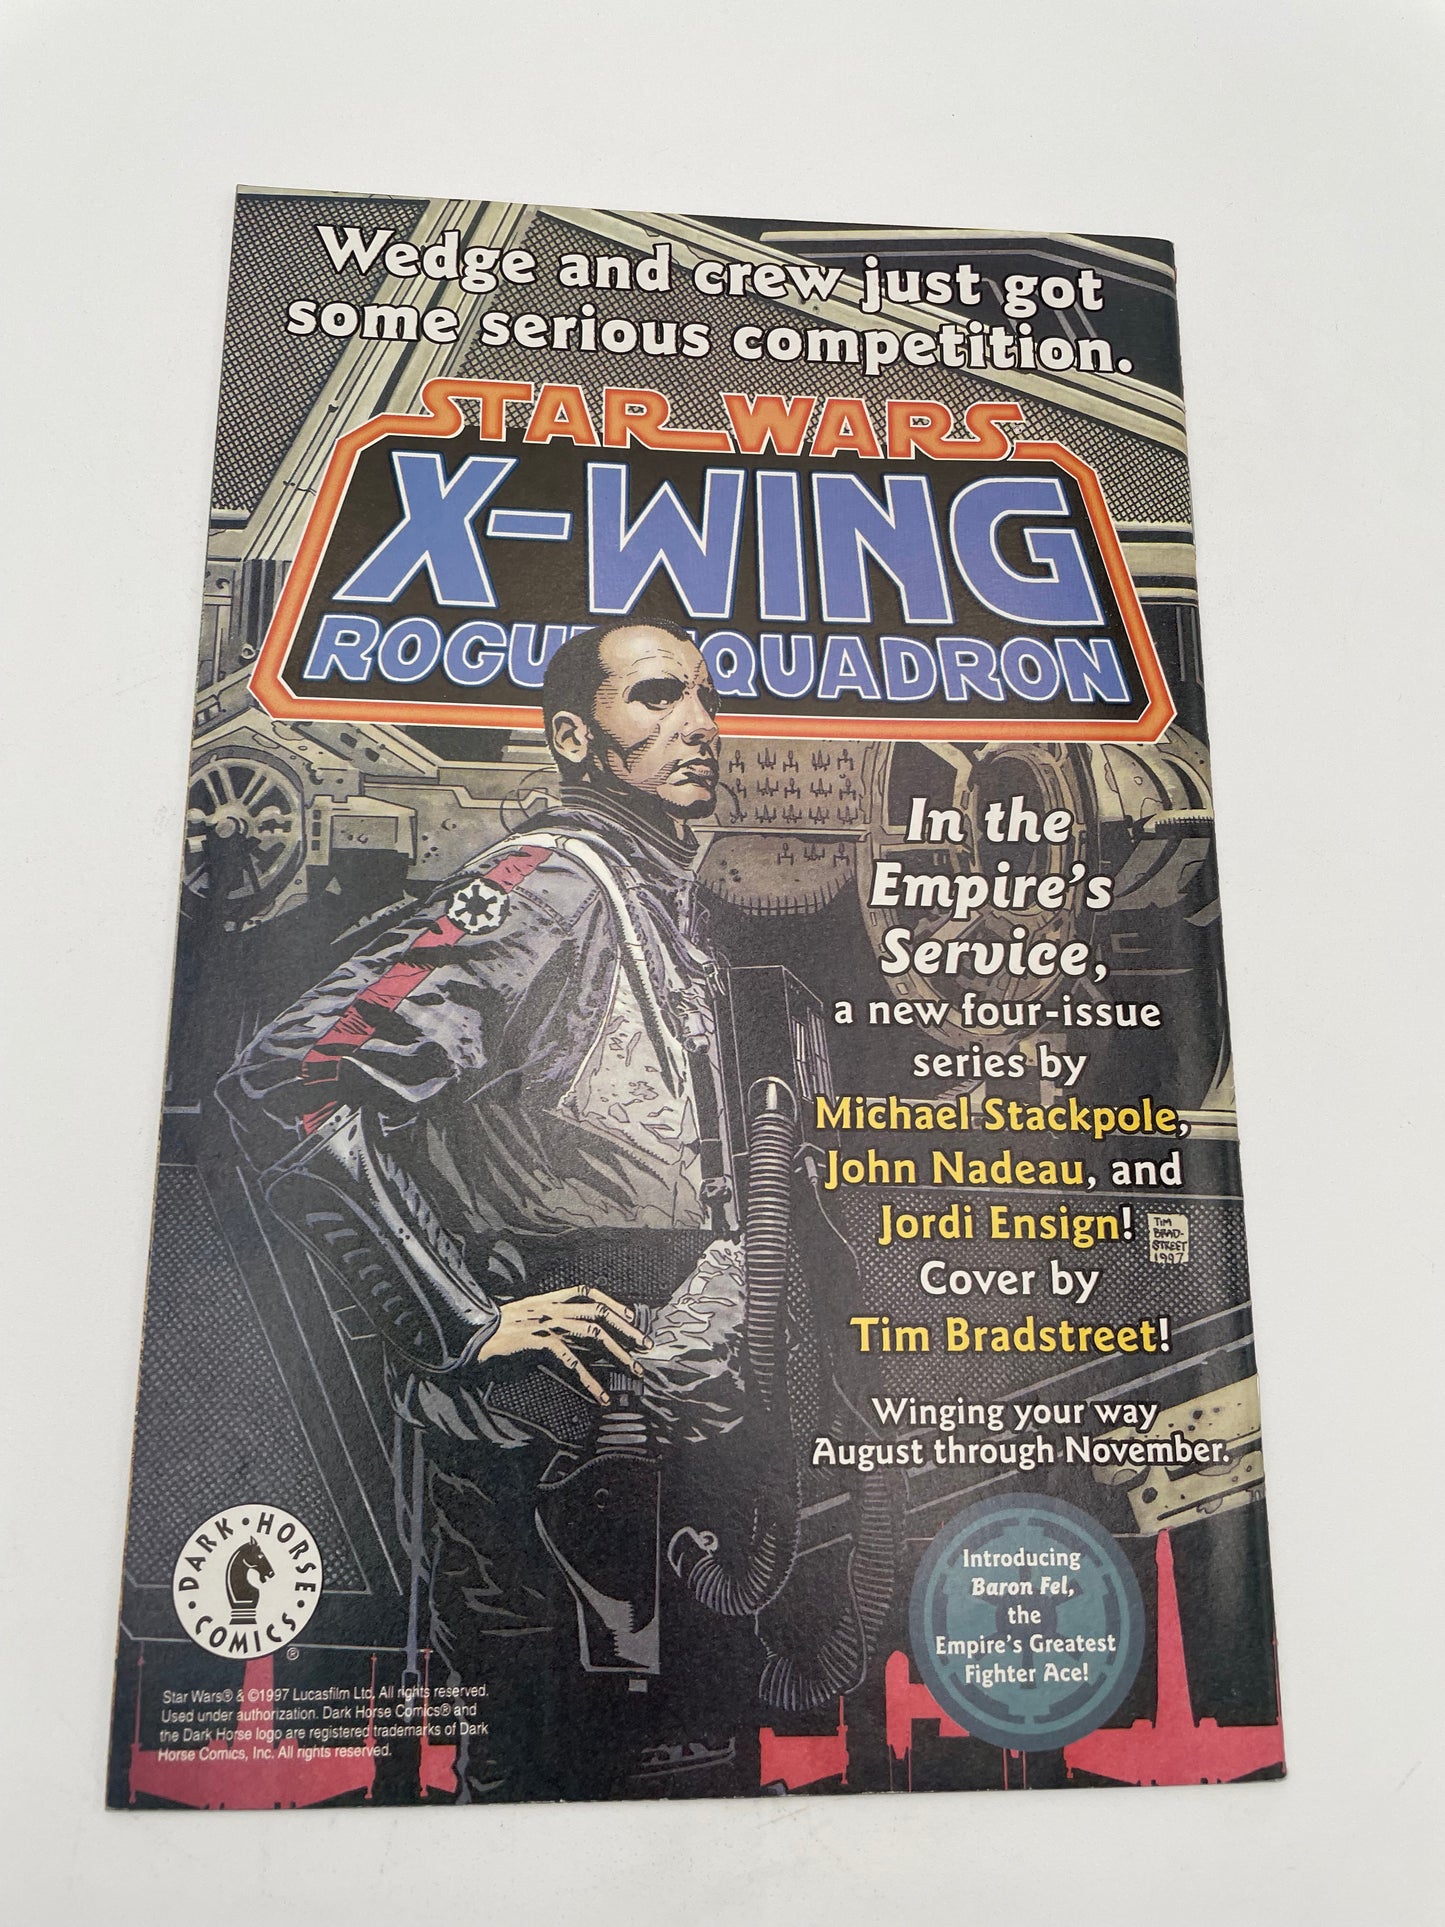 Wedge and crew just got
some serious competition.
STAR WARS
X-WING
ROGUE SQUADRON
In the
Empire's
Service,
a new four-issue
series by
Michael Stackpole,
John Nadeau, and
Jordi Ensign!
TIM
BRAD-
STREET
1997
Cover by
Tim Bradstreet!
Winging your way
August through November.
DARK • HORSE • COMICS •
®
Introducing
Baron Fel,
the
Empire's Greatest
Fighter Ace!
Star Wars® & ©1997 Lucasfilm Ltd. All rights reserved.
Used under authorization. Dark Horse Comics® and
the Dark Horse logo are registered trademarks of Dark
Horse Comics, Inc. All rights reserved.